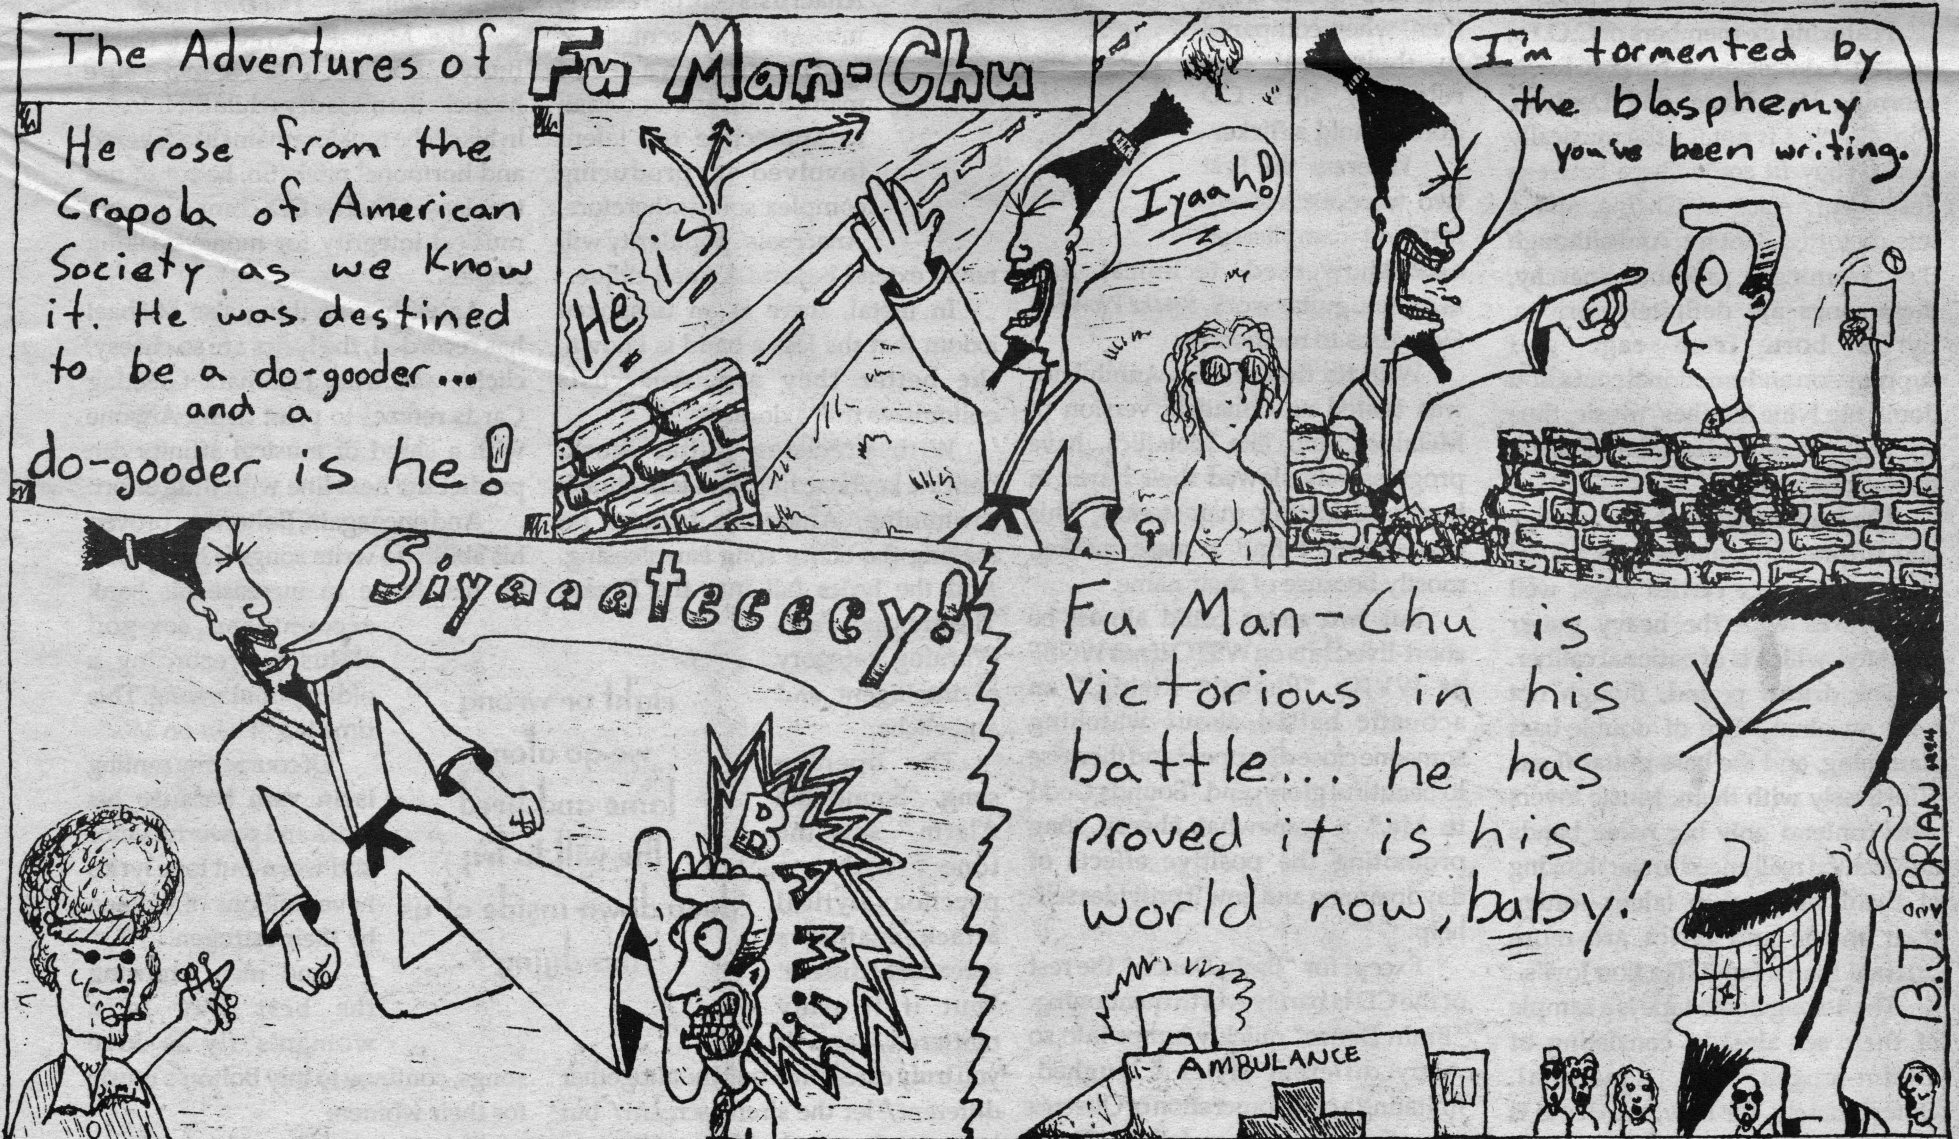 The Adventures of Fu Man-Chu
He rose from the
Crapola of American
Society as we know
it. He was destined
to be a do-gooder...
and a
do-gooder is he!
He
is
Iyaah!
I'm tormented by
the blasphemy
you've been writing.
Siyaaateeeey!
BAM!
Fu Man-Chu is
victorious in his
battle... he has
proved it is his
world now, baby!
AMBULANCE
B.J. AND BRIAN